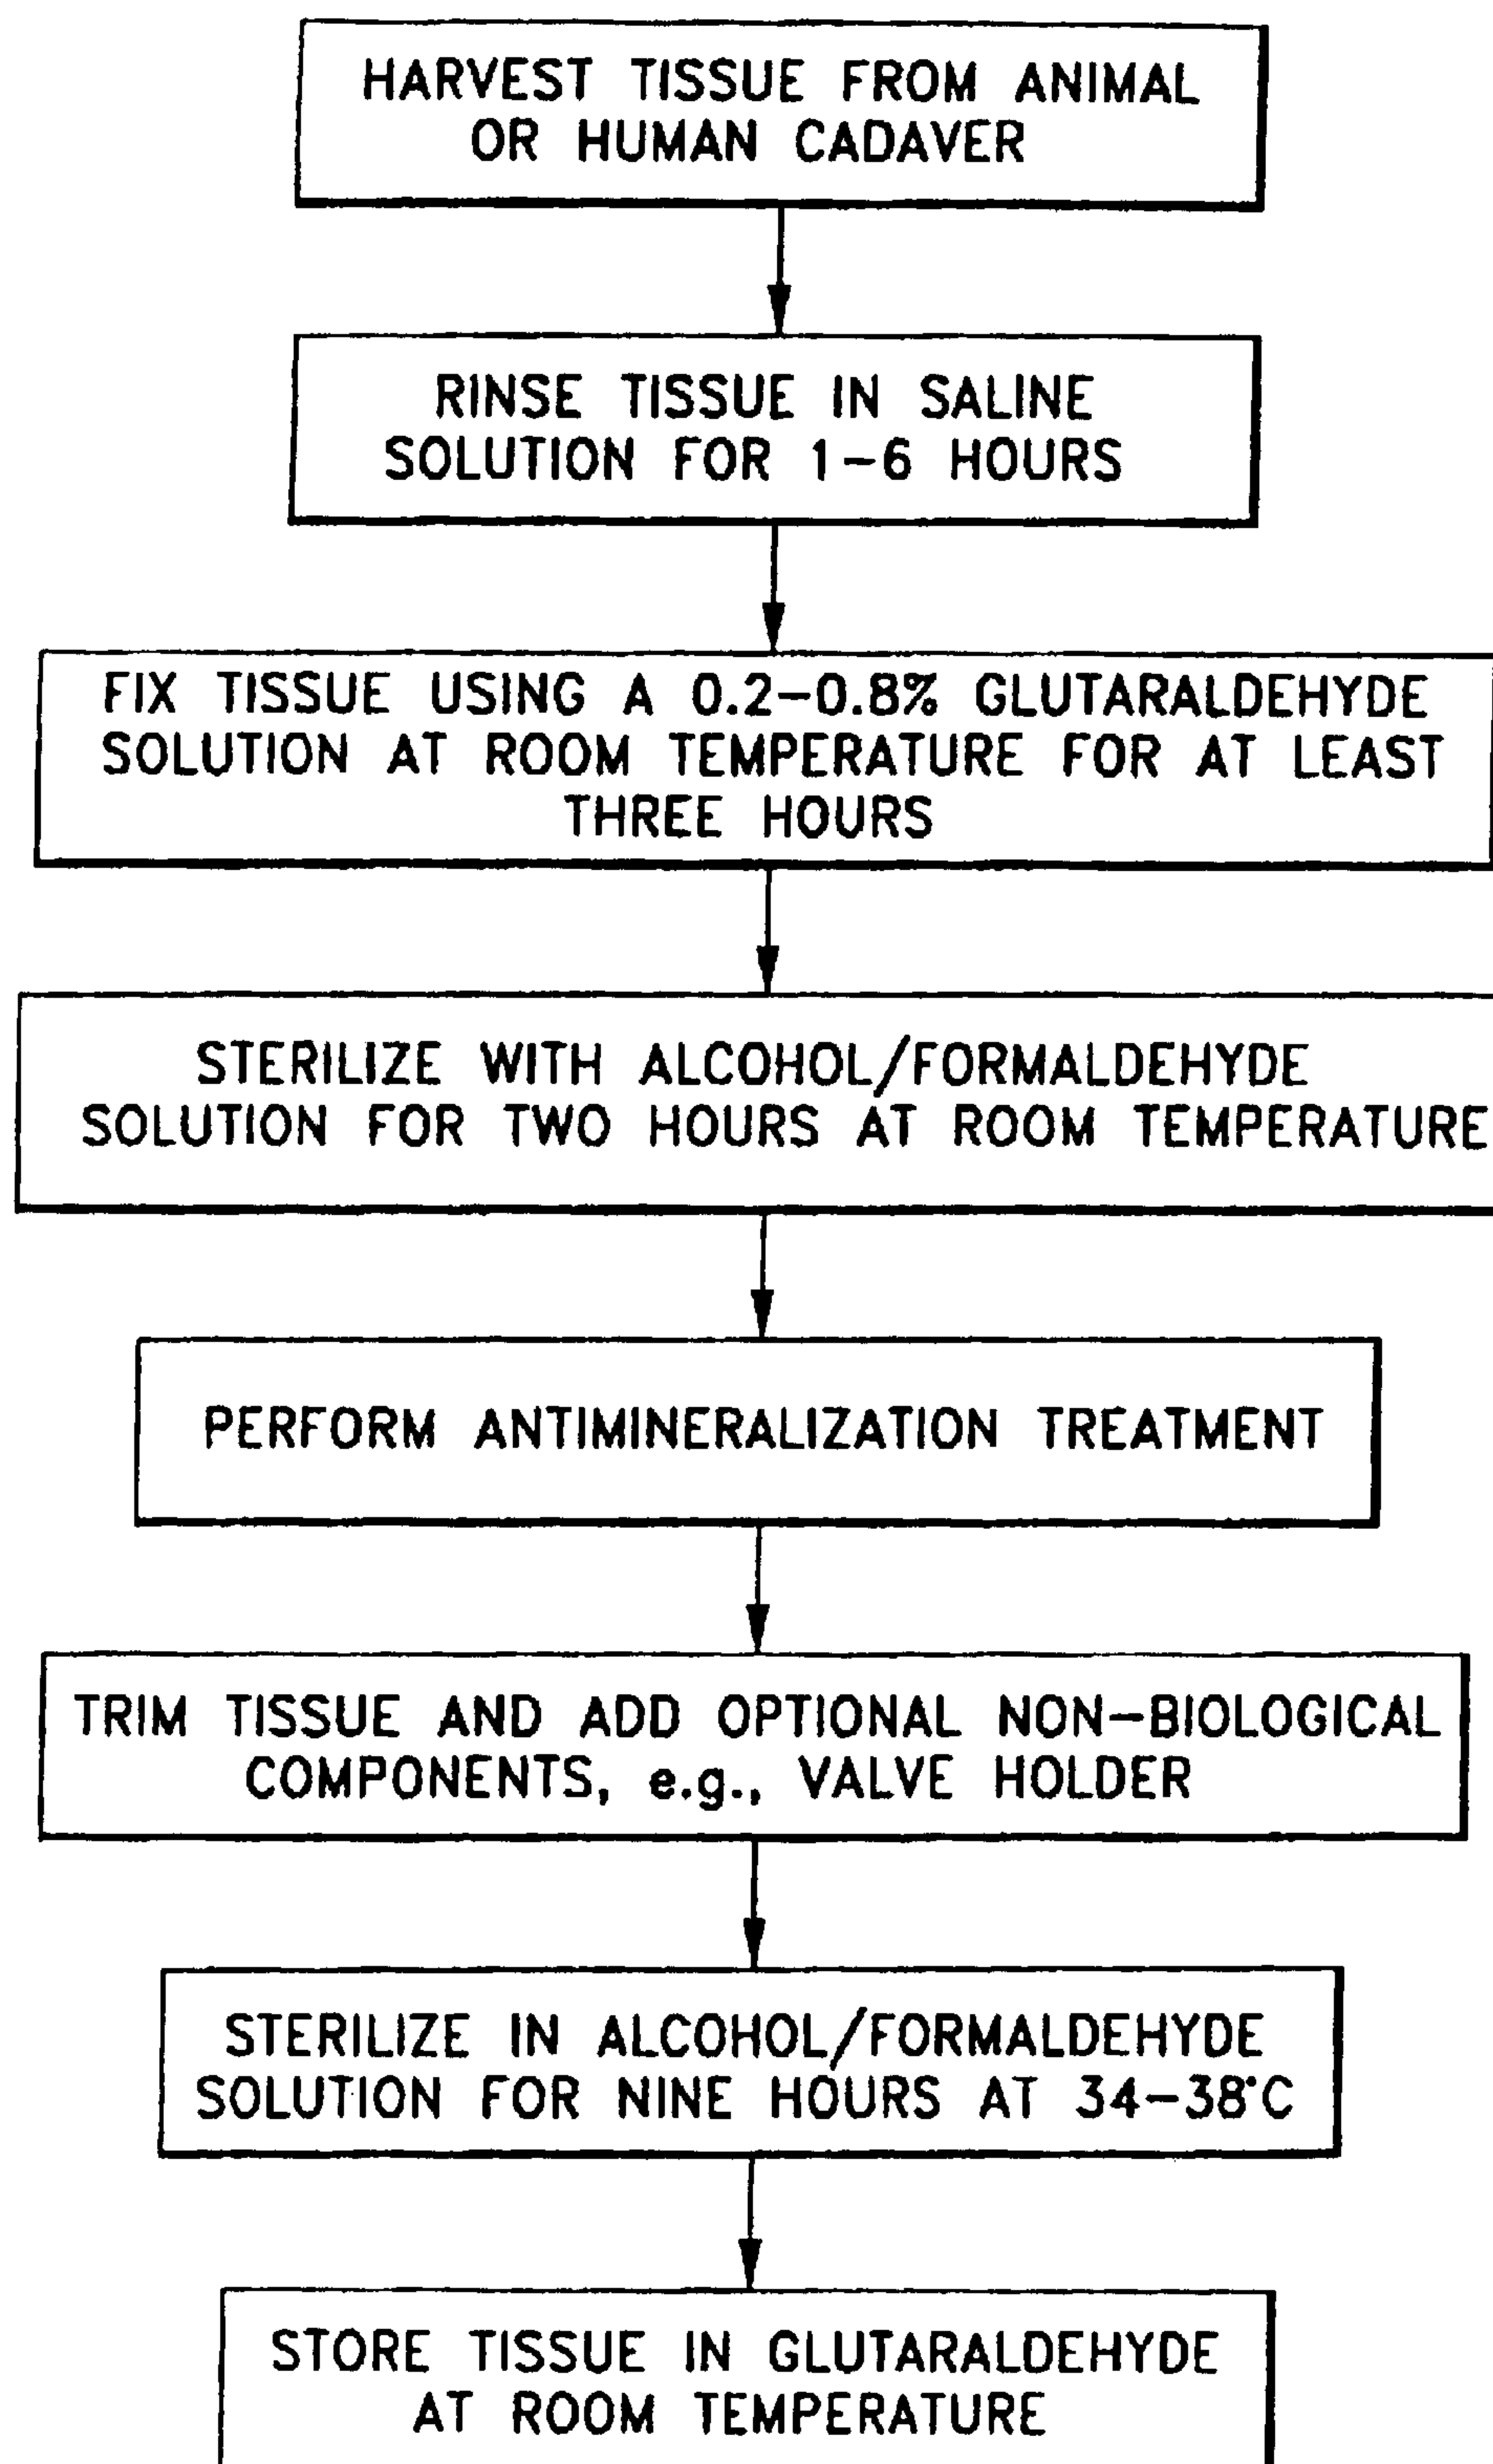 HARVEST TISSUE FROM ANIMAL
OR HUMAN CADAVER
RINSE TISSUE IN SALINE
SOLUTION FOR 1-6 HOURS
FIX TISSUE USING A 0.2-0.8% GLUTARALDEHYDE
SOLUTION AT ROOM TEMPERATURE FOR AT LEAST
THREE HOURS
STERILIZE WITH ALCOHOL/FORMALDEHYDE
SOLUTION FOR TWO HOURS AT ROOM TEMPERATURE
PERFORM ANTIMINERALIZATION TREATMENT
TRIM TISSUE AND ADD OPTIONAL NON-BIOLOGICAL
COMPONENTS, e.g., VALVE HOLDER
STERILIZE IN ALCOHOL/FORMALDEHYDE
SOLUTION FOR NINE HOURS AT 34-38°C
STORE TISSUE IN GLUTARALDEHYDE
AT ROOM TEMPERATURE